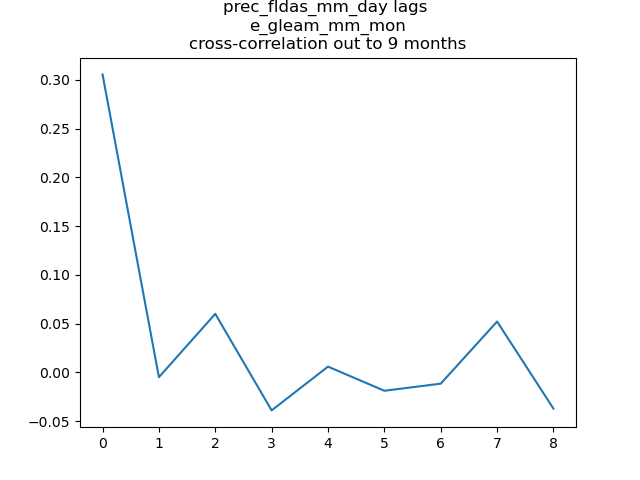 prec_fldas_mm_day lags
e_gleam_mm_mon
cross-correlation out to 9 months
0.30
0.25
0.20
0.15
0.10
0.05
0.00
−0.05
0 1 2 3 4 5 6 7 8